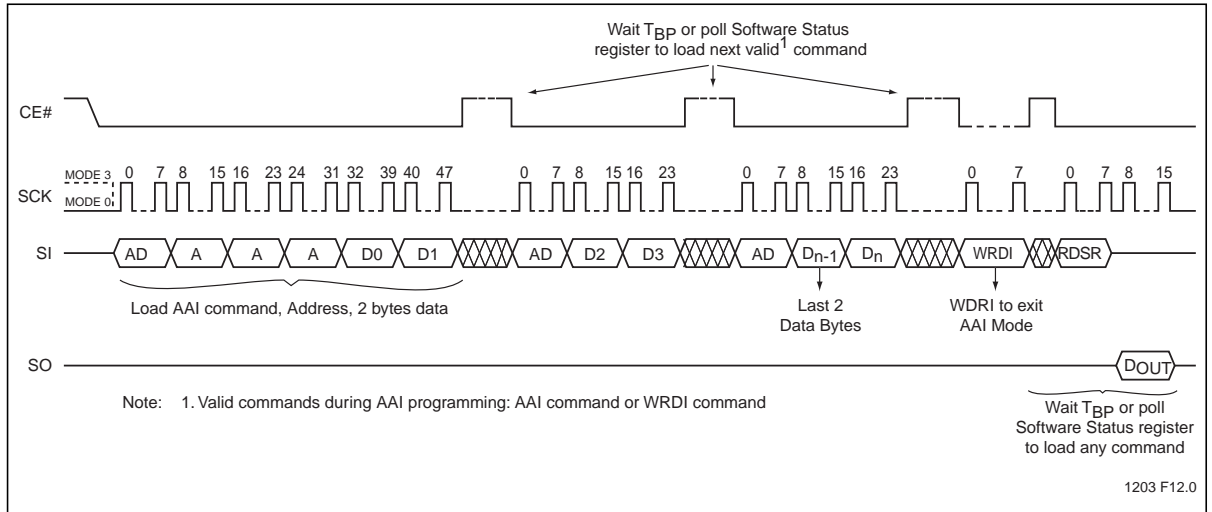 Wait TBP or poll Software Status
register to load next valid1 command
CE#
MODE 3
MODE 0
SCK
0 7 8 15 16 23 24 31 32 39 40 47 0 7 8 15 16 23 0 7 8 15 16 23 0 7 0 7 8 15
SI
AD A A A D0 D1 AD D2 D3 AD Dn-1 Dn WRDI RDSR
Load AAI command, Address, 2 bytes data
Last 2
Data Bytes
WDRI to exit
AAI Mode
SO
DOUT
Note: 1. Valid commands during AAI programming: AAI command or WRDI command
Wait TBP or poll
Software Status register
to load any command
1203 F12.0